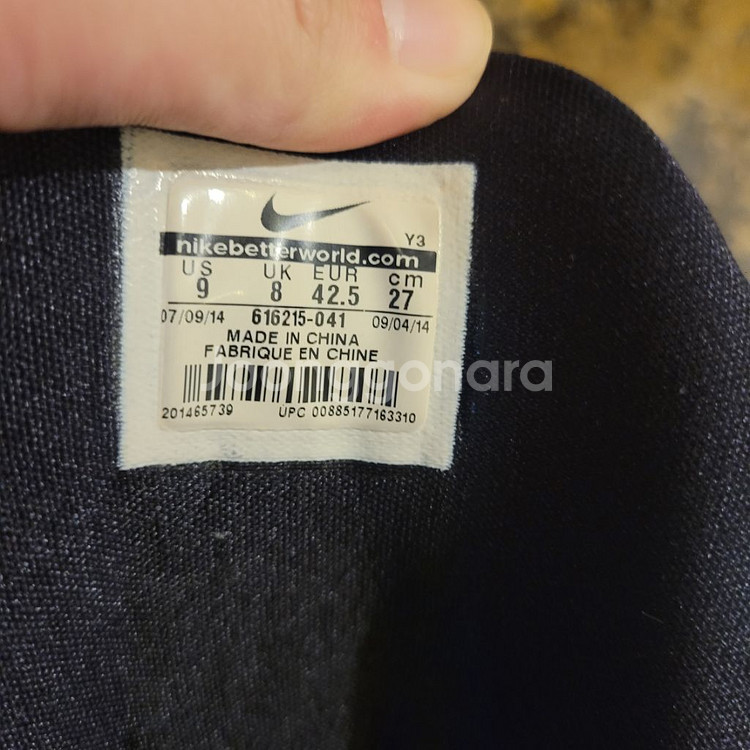 Y3
nikebetterworld.com
US UK EUR cm
9 8 42.5 27
07/09/14 616215-041 09/04/14
MADE IN CHINA
FABRIQUE EN CHINE
Joonggonara
201465739 UPC 00885177163310